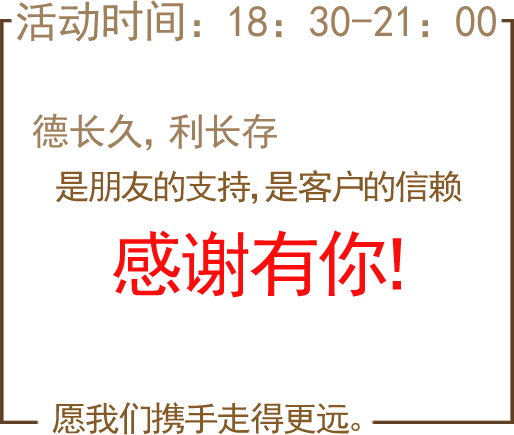 活动时间：18：30-21：00
德长久，利长存
是朋友的支持，是客户的信赖
感谢有你！
愿我们携手走得更远。